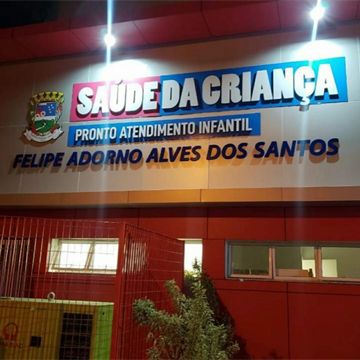 SAÚDE DA CRIANÇA
PRONTO ATENDIMENTO INFANTIL
FELIPE ADORNO ALVES DOS SANTOS